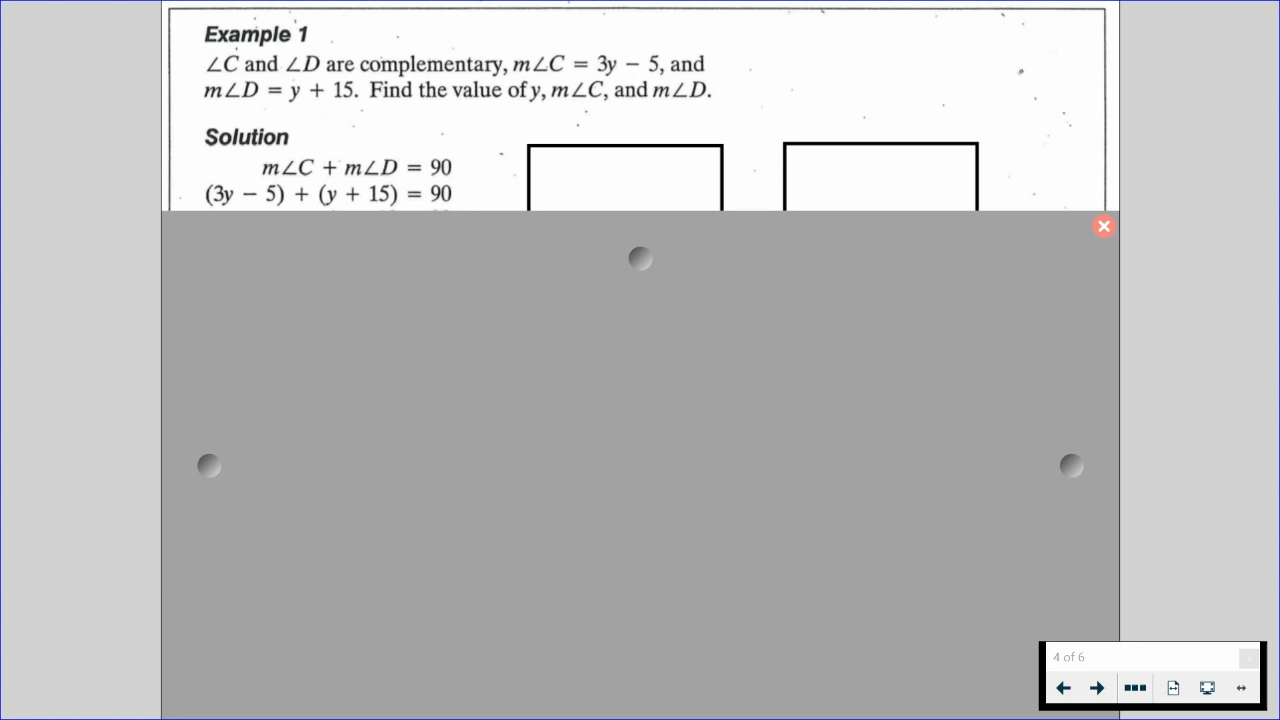 Example 1
∠C and ∠D are complementary, m∠C = 3y − 5, and
m∠D = y + 15. Find the value of y, m∠C, and m∠D.
Solution
m∠C + m∠D = 90
(3y − 5) + (y + 15) = 90
4 of 6